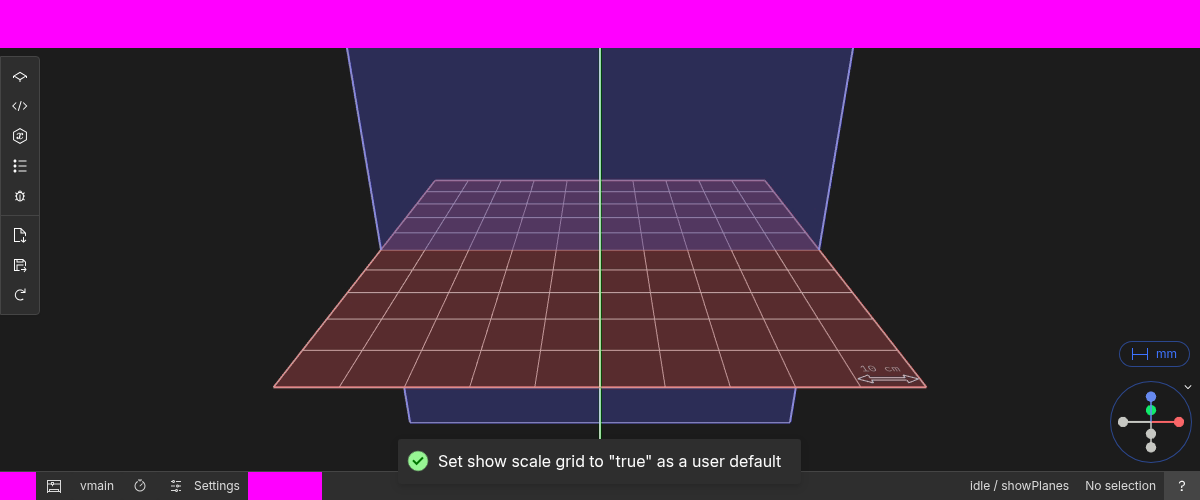 10 cm
mm
Set show scale grid to "true" as a user default
vmain
Settings
idle / showPlanes
No selection
?